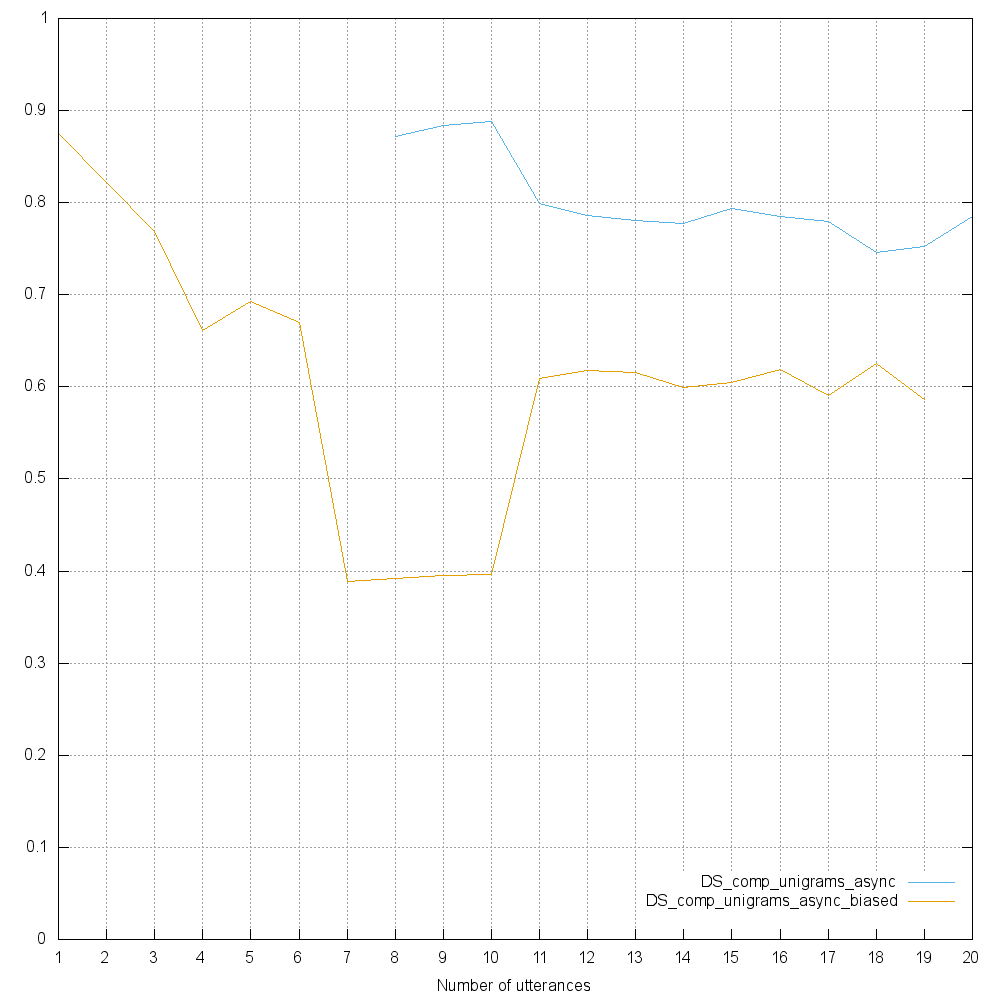 1
0.9
0.8
0.7
0.6
0.5
0.4
0.3
0.2
0.1
0
DS_comp_unigrams_async
DS_comp_unigrams_async_biased
1 2 3 4 5 6 7 8 9 10 11 12 13 14 15 16 17 18 19 20
Number of utterances